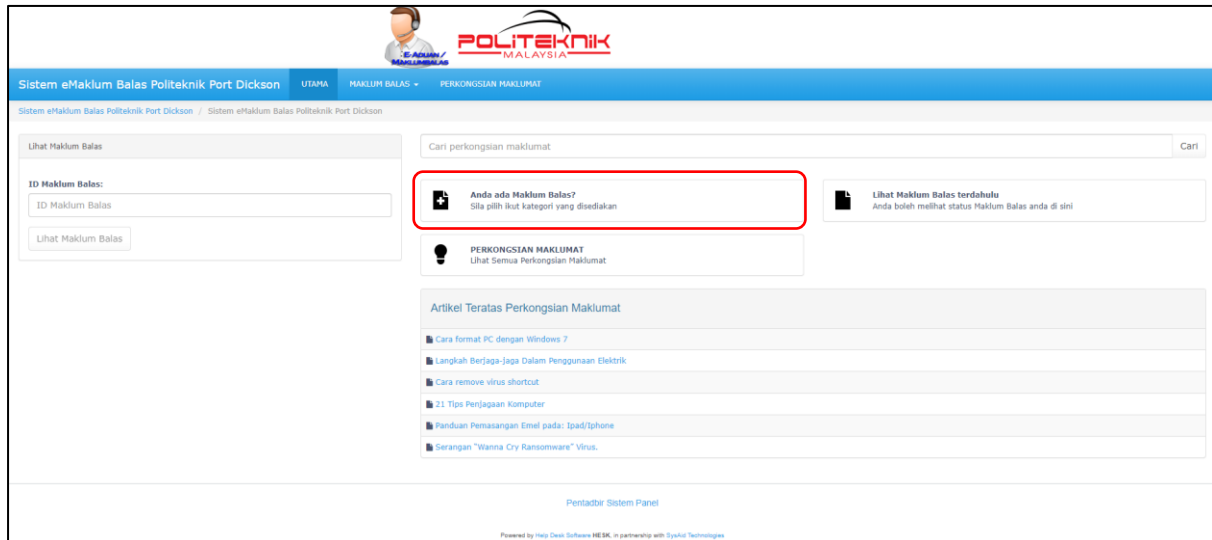 E-ADUAN /
MAKLUMBALAS
POLITEKNIK
MALAYSIA
Sistem eMaklum Balas Politeknik Port Dickson UTAMA MAKLUM BALAS PERKONGSIAN MAKLUMAT
Sistem eMaklum Balas Politeknik Port Dickson / Sistem eMaklum Balas Politeknik Port Dickson
Lihat Maklum Balas
ID Maklum Balas:
ID Maklum Balas
Lihat Maklum Balas
Cari perkongsian maklumat Cari
Anda ada Maklum Balas?
Sila pilih ikut kategori yang disediakan
Lihat Maklum Balas terdahulu
Anda boleh melihat status Maklum Balas anda di sini
PERKONGSIAN MAKLUMAT
Lihat Semua Perkongsian Maklumat
Artikel Teratas Perkongsian Maklumat
Cara format PC dengan Windows 7
Langkah Berjaga-jaga Dalam Penggunaan Elektrik
Cara remove virus shortcut
21 Tips Penjagaan Komputer
Panduan Pemasangan Emel pada: Ipad/Iphone
Serangan "Wanna Cry Ransomware" Virus.
Pentadbir Sistem Panel
Powered by Help Desk Software HESK, in partnership with SysAid Technologies